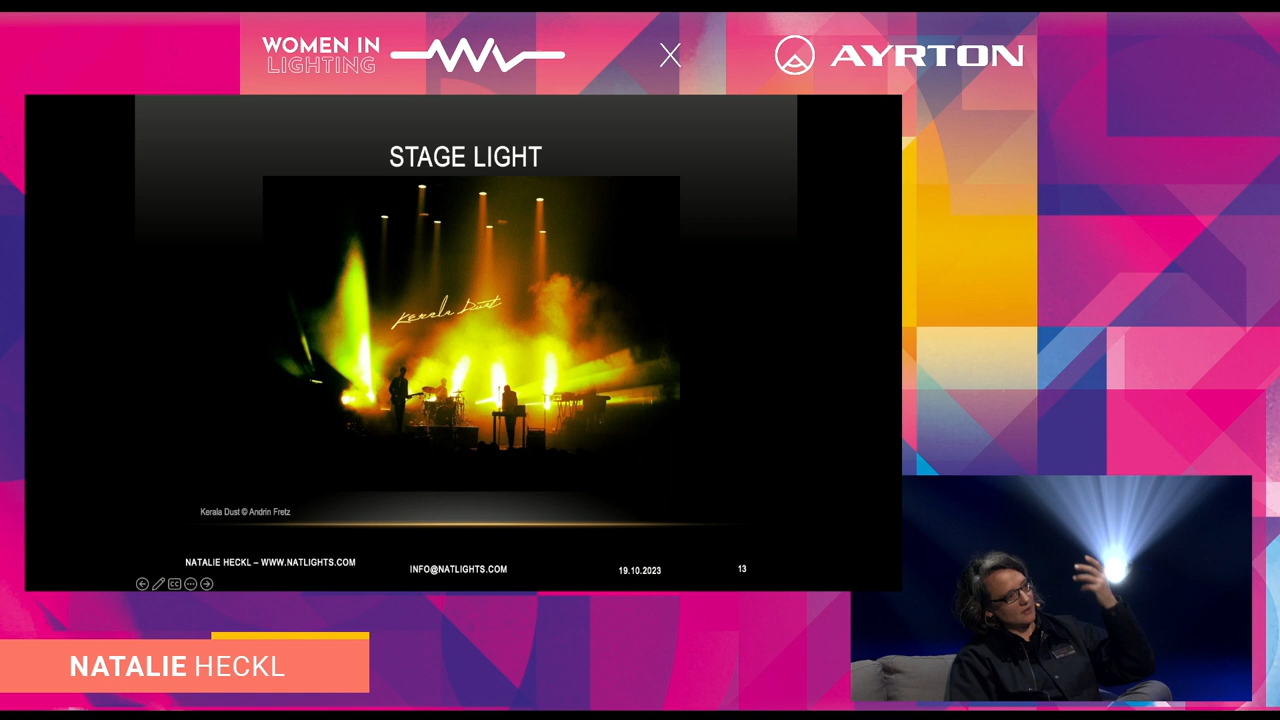 WOMEN IN
LIGHTING
X
AYRTON
STAGE LIGHT
Kerala Dust
Kerala Dust © Andrin Fretz
NATALIE HECKL – WWW.NATLIGHTS.COM
INFO@NATLIGHTS.COM
19.10.2023
13
CC
NATALIE HECKL